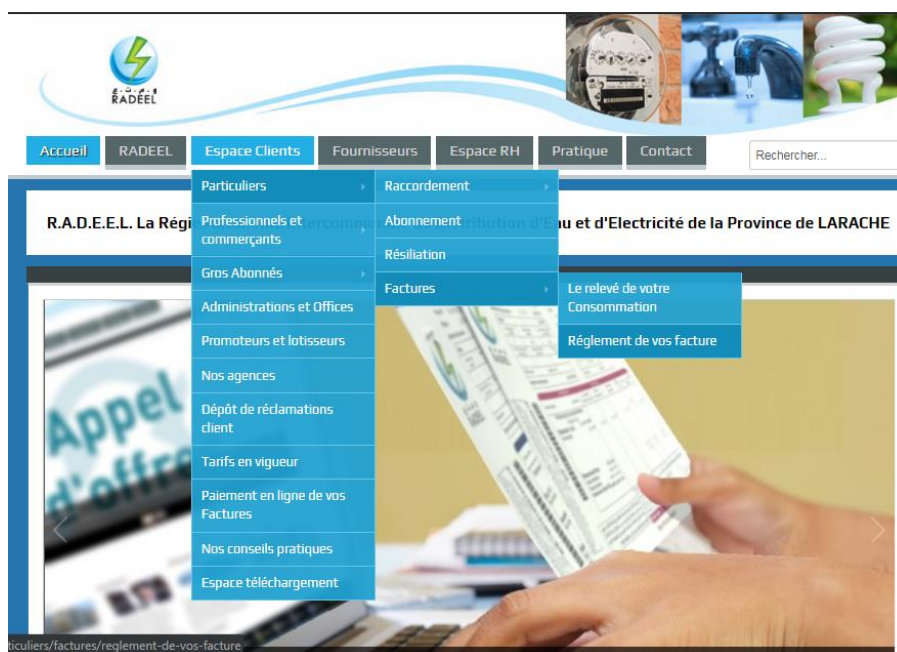 و.م.ت.ع
RADEEL
Accueil
RADEEL
Espace Clients
Fournisseurs
Espace RH
Pratique
Contact
Rechercher...
R.A.D.E.E.L. La Régi
u et d'Electricité de la Province de LARACHE
Particuliers
Professionnels et
commerçants
Gros Abonnés
Administrations et Offices
Promoteurs et lotisseurs
Nos agences
Dépôt de réclamations
client
Tarifs en vigueur
Paiement en ligne de vos
Factures
Nos conseils pratiques
Espace téléchargement
Raccordement
Abonnement
Résiliation
Factures
Le relevé de votre
Consommation
Réglement de vos facture
Appel
d'offre
ticuliers/factures/reglement-de-vos-facture